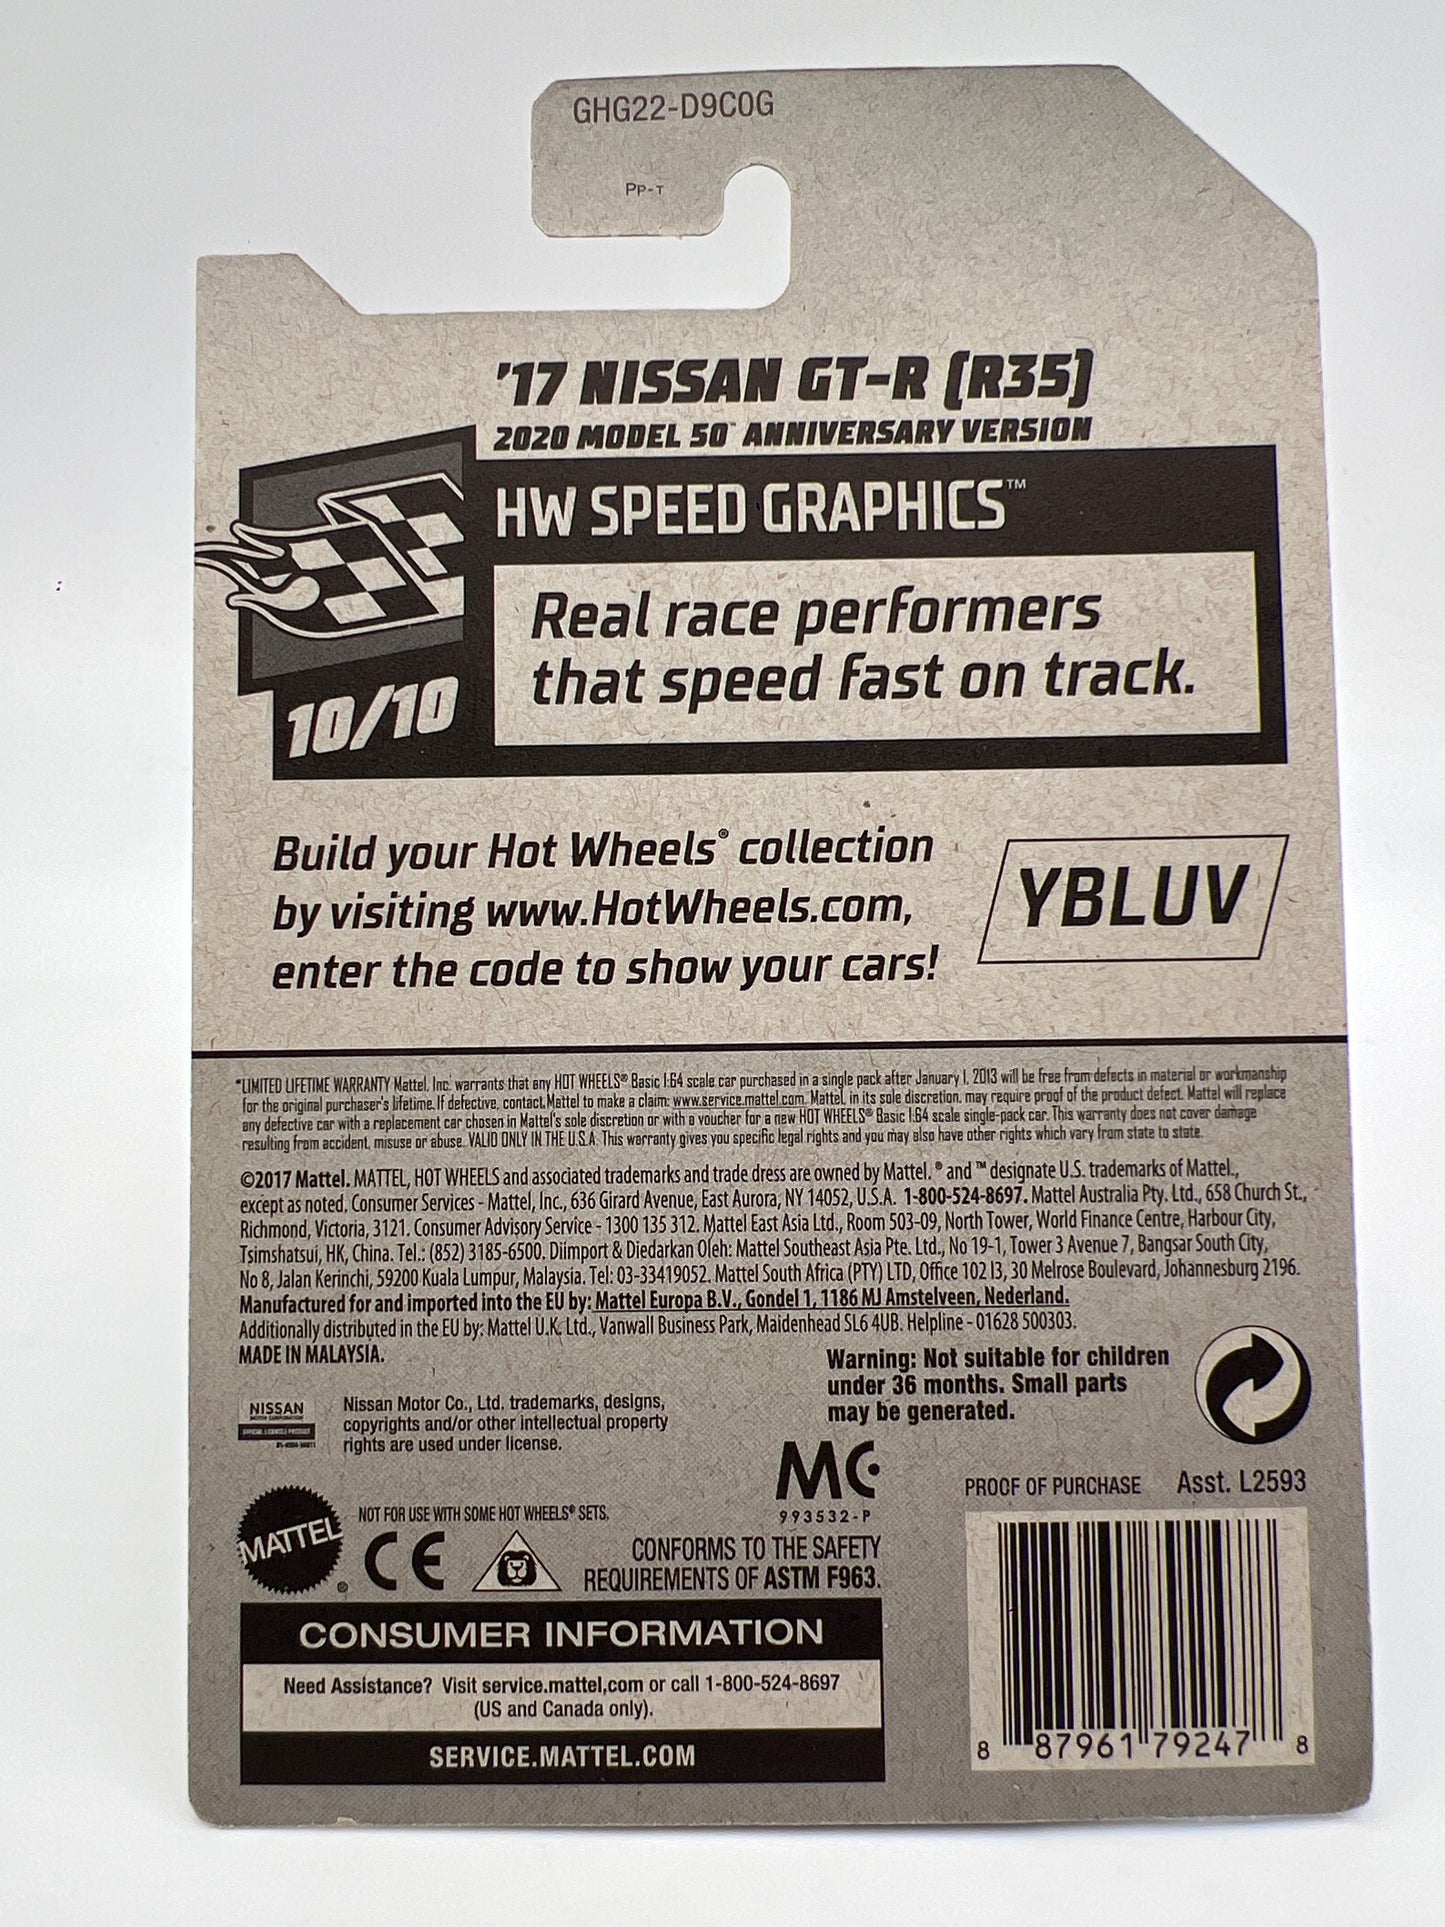 GHG22-D9C0G
PP-T
'17 NISSAN GT-R (R35)
2020 MODEL 50™ ANNIVERSARY VERSION
HW SPEED GRAPHICS™
Real race performers
that speed fast on track.
10/10
Build your Hot Wheels® collection
by visiting www.HotWheels.com,
enter the code to show your cars!
YBLUV
*LIMITED LIFETIME WARRANTY Mattel, Inc. warrants that any HOT WHEELS® Basic 1:64 scale car purchased in a single pack after January 1, 2013 will be free from defects in material or workmanship
for the original purchaser's lifetime. If defective, contact Mattel to make a claim: www.service.mattel.com. Mattel, in its sole discretion, may require proof of the product defect. Mattel will replace
any defective car with a replacement car chosen in Mattel's sole discretion or with a voucher for a new HOT WHEELS® Basic 1:64 scale single-pack car. This warranty does not cover damage
resulting from accident, misuse or abuse. VALID ONLY IN THE U.S.A. This warranty gives you specific legal rights and you may also have other rights which vary from state to state.
©2017 Mattel. MATTEL, HOT WHEELS and associated trademarks and trade dress are owned by Mattel. ® and ™ designate U.S. trademarks of Mattel.,
except as noted, Consumer Services - Mattel, Inc., 636 Girard Avenue, East Aurora, NY 14052, U.S.A. 1-800-524-8697. Mattel Australia Pty. Ltd., 658 Church St.,
Richmond, Victoria, 3121. Consumer Advisory Service - 1300 135 312. Mattel East Asia Ltd., Room 503-09, North Tower, World Finance Centre, Harbour City,
Tsimshatsui, HK, China. Tel.: (852) 3185-6500. Diimport & Diedarkan Oleh: Mattel Southeast Asia Pte. Ltd., No 19-1, Tower 3 Avenue 7, Bangsar South City,
No 8, Jalan Kerinchi, 59200 Kuala Lumpur, Malaysia. Tel: 03-33419052. Mattel South Africa (PTY) LTD, Office 102 I3, 30 Melrose Boulevard, Johannesburg 2196.
Manufactured for and imported into the EU by: Mattel Europa B.V., Gondel 1, 1186 MJ Amstelveen, Nederland.
Additionally distributed in the EU by: Mattel U.K. Ltd., Vanwall Business Park, Maidenhead SL6 4UB. Helpline - 01628 500303.
MADE IN MALAYSIA.
Warning: Not suitable for children
under 36 months. Small parts
may be generated.
NISSAN
MOTOR CORPORATION
OFFICIAL LICENSED PRODUCT
Nissan Motor Co., Ltd. trademarks, designs,
copyrights and/or other intellectual property
rights are used under license.
MC
993532-P
PROOF OF PURCHASE Asst. L2593
MATTEL®
NOT FOR USE WITH SOME HOT WHEELS® SETS.
CE
CONFORMS TO THE SAFETY
REQUIREMENTS OF ASTM F963.
CONSUMER INFORMATION
Need Assistance? Visit service.mattel,com or call 1-800-524-8697
(US and Canada only).
SERVICE.MATTEL.COM
8 87961 79247 8